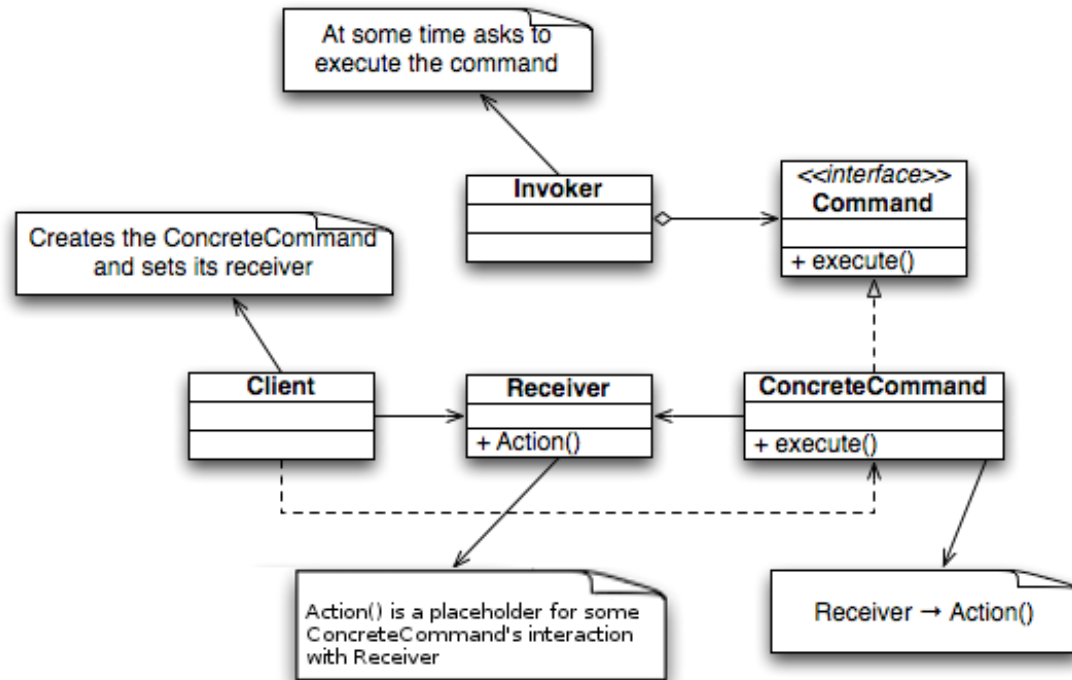 At some time asks to
execute the command
Invoker
<<interface>>
Command
+ execute()
Creates the ConcreteCommand
and sets its receiver
Client
Receiver
+ Action()
ConcreteCommand
+ execute()
Action() is a placeholder for some
ConcreteCommand's interaction
with Receiver
Receiver → Action()